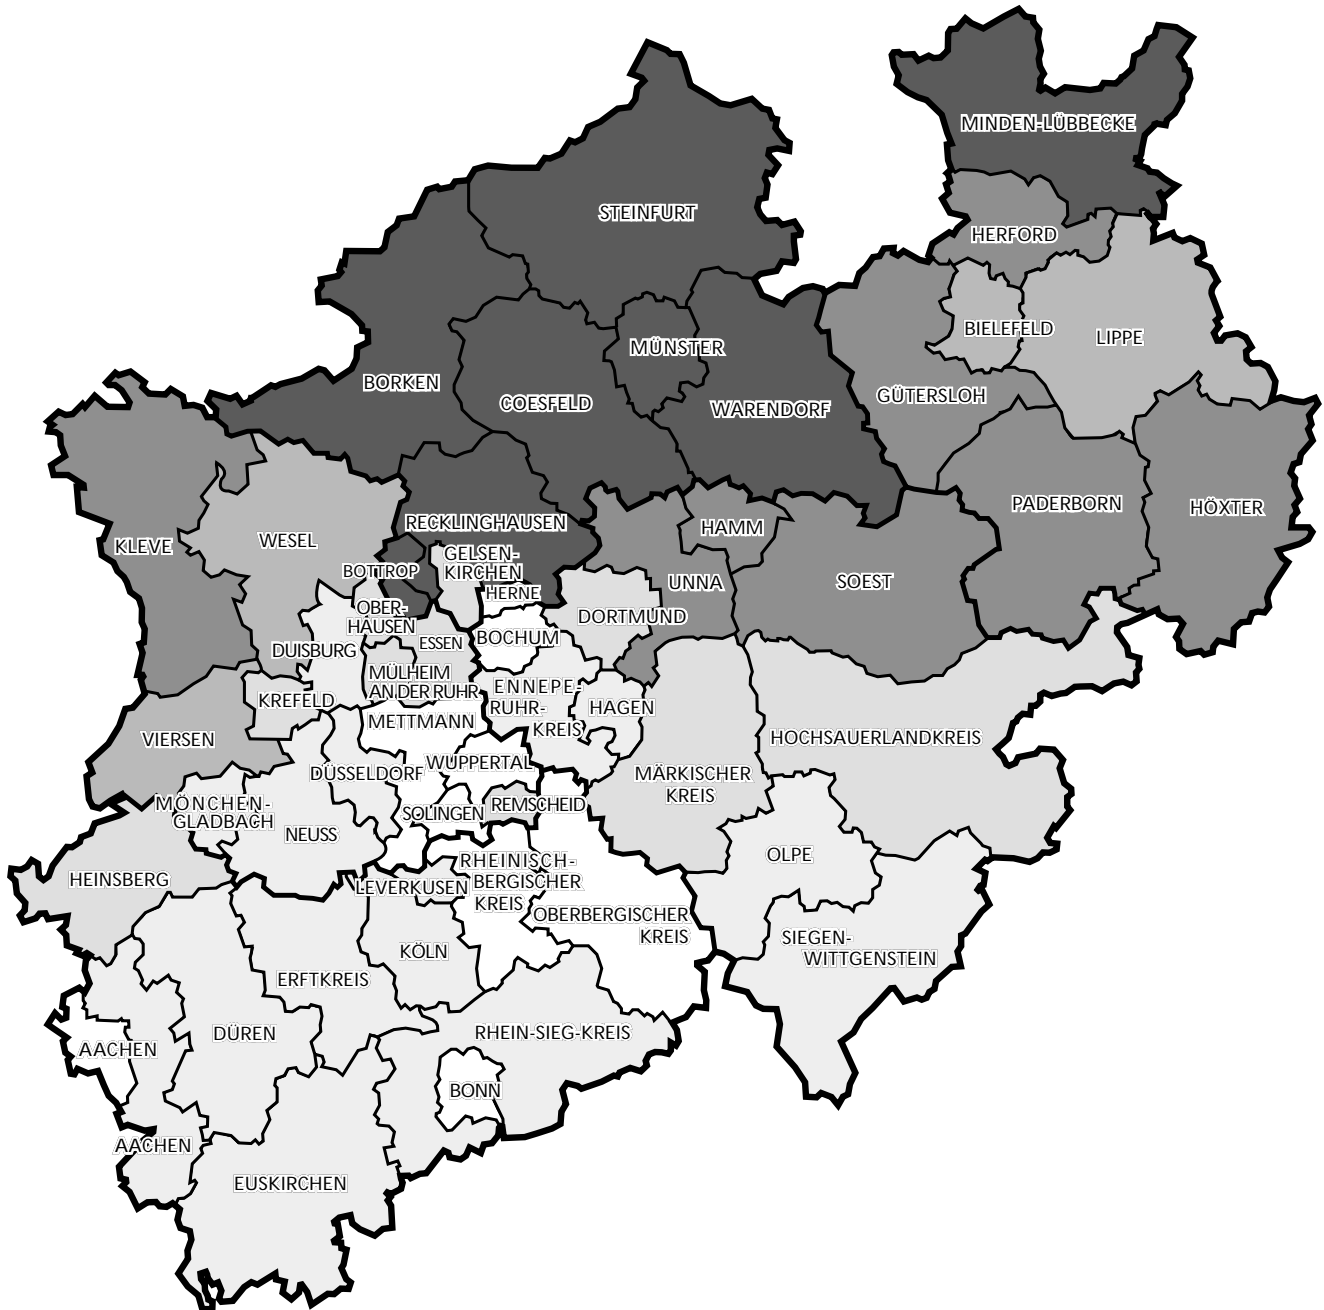 MINDEN-LÜBBECKE
STEINFURT
HERFORD
BIELEFELD
LIPPE
MÜNSTER
BORKEN
COESFELD
WARENDORF
GÜTERSLOH
PADERBORN
HÖXTER
RECKLINGHAUSEN
HAMM
WESEL
KLEVE
GELSEN-
KIRCHEN
BOTTROP
UNNA
SOEST
HERNE
OBER-
HAUSEN
DORTMUND
BOCHUM
ESSEN
DUISBURG
MÜLHEIM
AN DER RUHR
ENNEPE-
RUHR-
KREIS
KREFELD
HAGEN
METTMANN
VIERSEN
HOCHSAUERLANDKREIS
WUPPERTAL
DÜSSELDORF
MÄRKISCHER
KREIS
MÖNCHEN-
GLADBACH
SOLINGEN
REMSCHEID
NEUSS
OLPE
RHEINISCH-
BERGISCHER
KREIS
HEINSBERG
LEVERKUSEN
OBERBERGISCHER
KREIS
SIEGEN-
WITTGENSTEIN
KÖLN
ERFTKREIS
DÜREN
RHEIN-SIEG-KREIS
AACHEN
BONN
AACHEN
EUSKIRCHEN